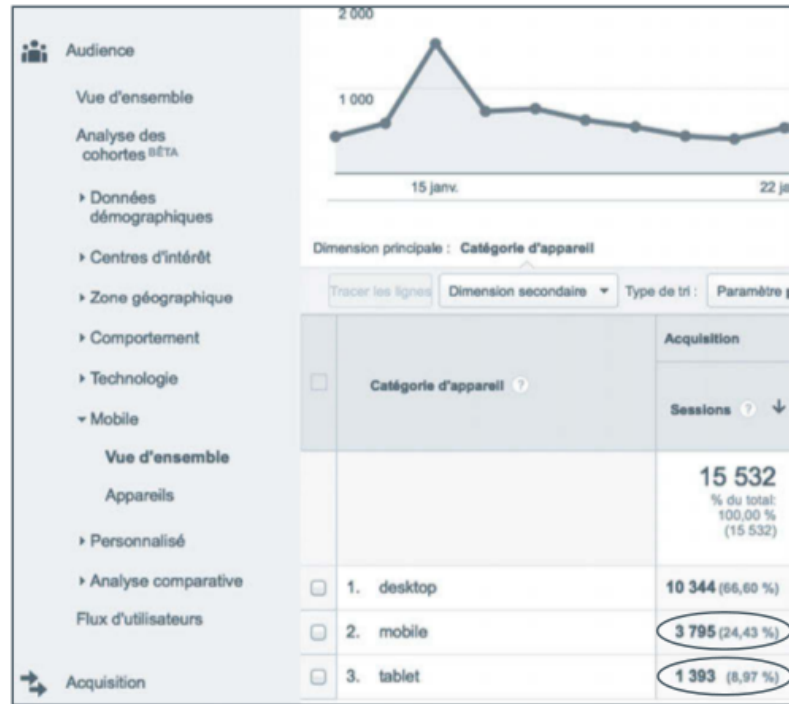 Audience
Vue d'ensemble
Analyse des
cohortes BÊTA
Données
démographiques
Centres d'intérêt
Zone géographique
Comportement
Technologie
Mobile
Vue d'ensemble
Appareils
Personnalisé
Analyse comparative
Flux d'utilisateurs
Acquisition
2 000
1 000
15 janv.
22 ja
Dimension principale : Catégorie d'appareil
Tracer les lignes
Dimension secondaire
Type de tri :
Paramètre p
Catégorie d'appareil ?
Acquisition
Sessions ?
15 532
% du total:
100,00 %
(15 532)
1. desktop
10 344 (66,60 %)
2. mobile
3 795 (24,43 %)
3. tablet
1 393 (8,97 %)